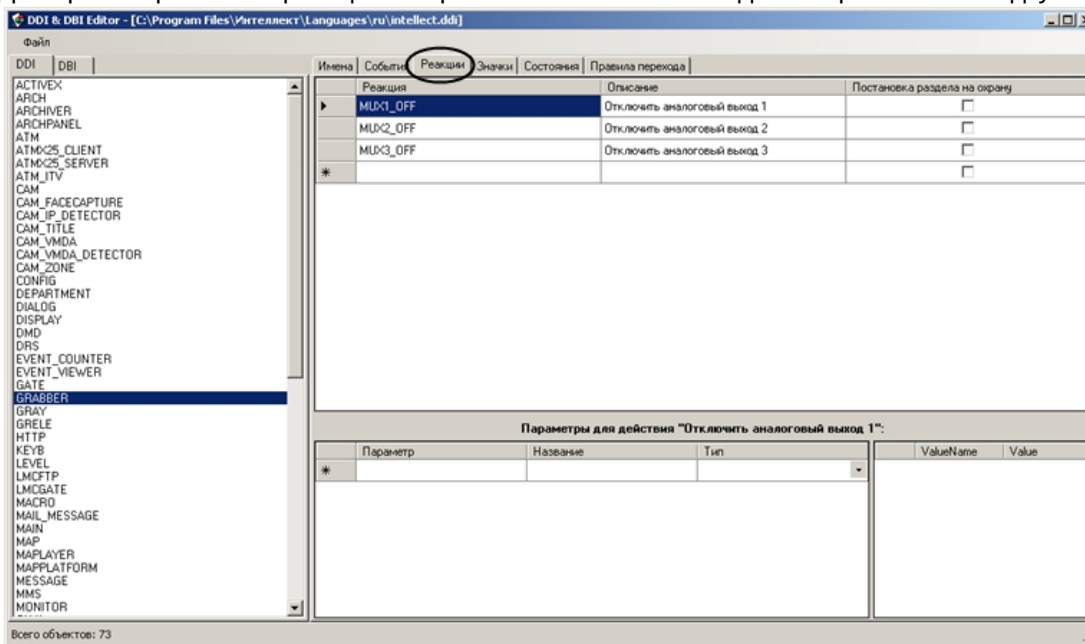 DDI & DBI Editor - [C:\Program Files\Интеллект\Languages\ru\intellect.ddi]
Файл
DDI DBI
Имена События Реакции Значки Состояния Правила перехода
ACTIVEX
ARCH
ARCHIVER
ARCHPANEL
ATM
ATMX25_CLIENT
ATMX25_SERVER
ATM_ITV
CAM
CAM_FACECAPTURE
CAM_IP_DETECTOR
CAM_TITLE
CAM_VMDA
CAM_VMDA_DETECTOR
CAM_ZONE
CONFIG
DEPARTMENT
DIALOG
DISPLAY
DMD
DRS
EVENT_COUNTER
EVENT_VIEWER
GATE
GRABBER
GRAY
GRELE
HTTP
KEYB
LEVEL
LMCFTP
LMCGATE
MACRO
MAIL_MESSAGE
MAIN
MAP
MAPLAYER
MAPPLATFORM
MESSAGE
MMS
MONITOR
Реакция Описание Постановка раздела на охрану
MUX1_OFF Отключить аналоговый выход 1
MUX2_OFF Отключить аналоговый выход 2
MUX3_OFF Отключить аналоговый выход 3
Параметры для действия "Отключить аналоговый выход 1":
Параметр Название Тип ValueName Value
Всего объектов: 73